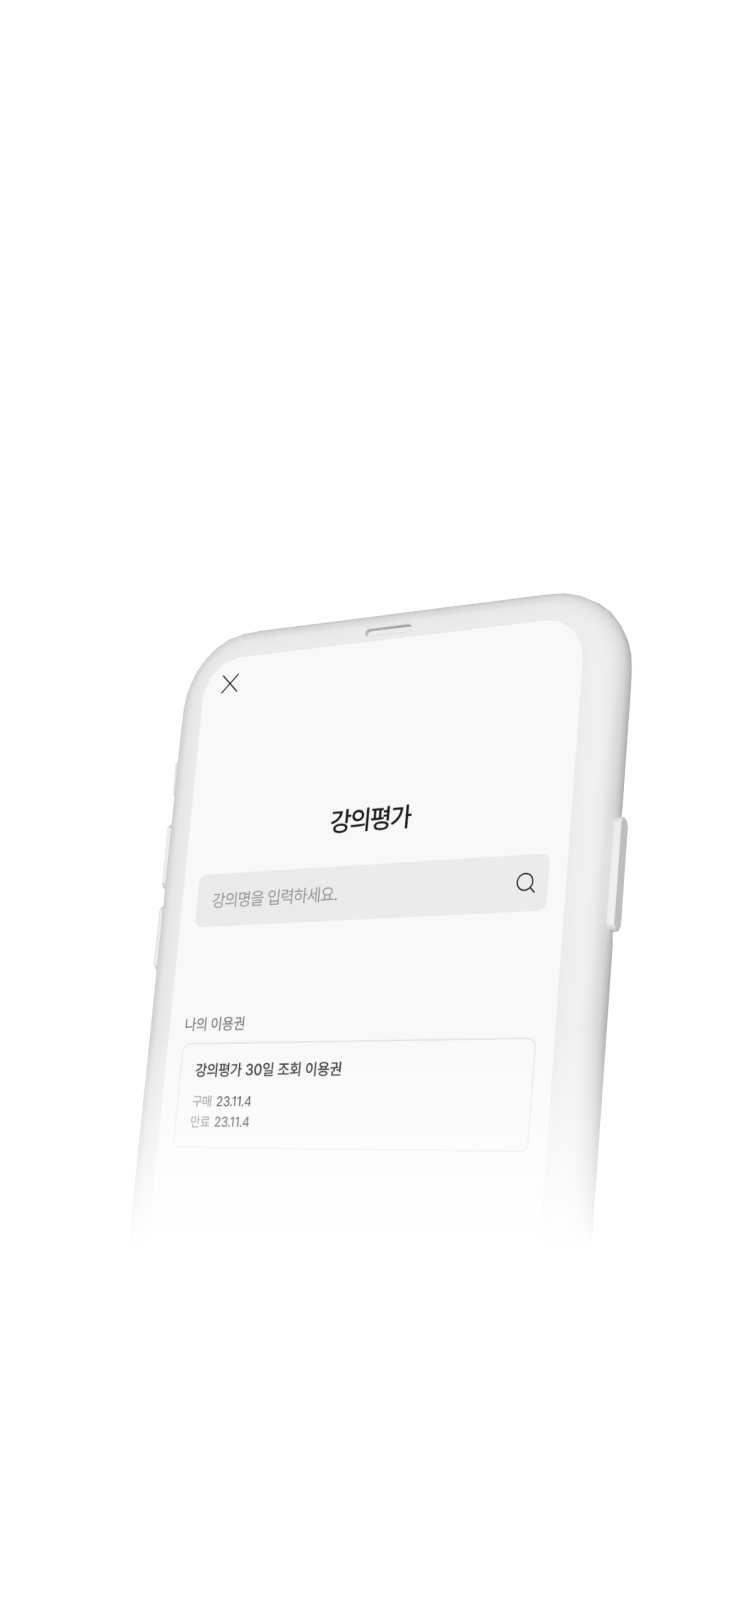 강의평가
강의명을 입력하세요.
나의 이용권
강의평가 30일 조회 이용권
구매 23.11.4
만료 23.11.4